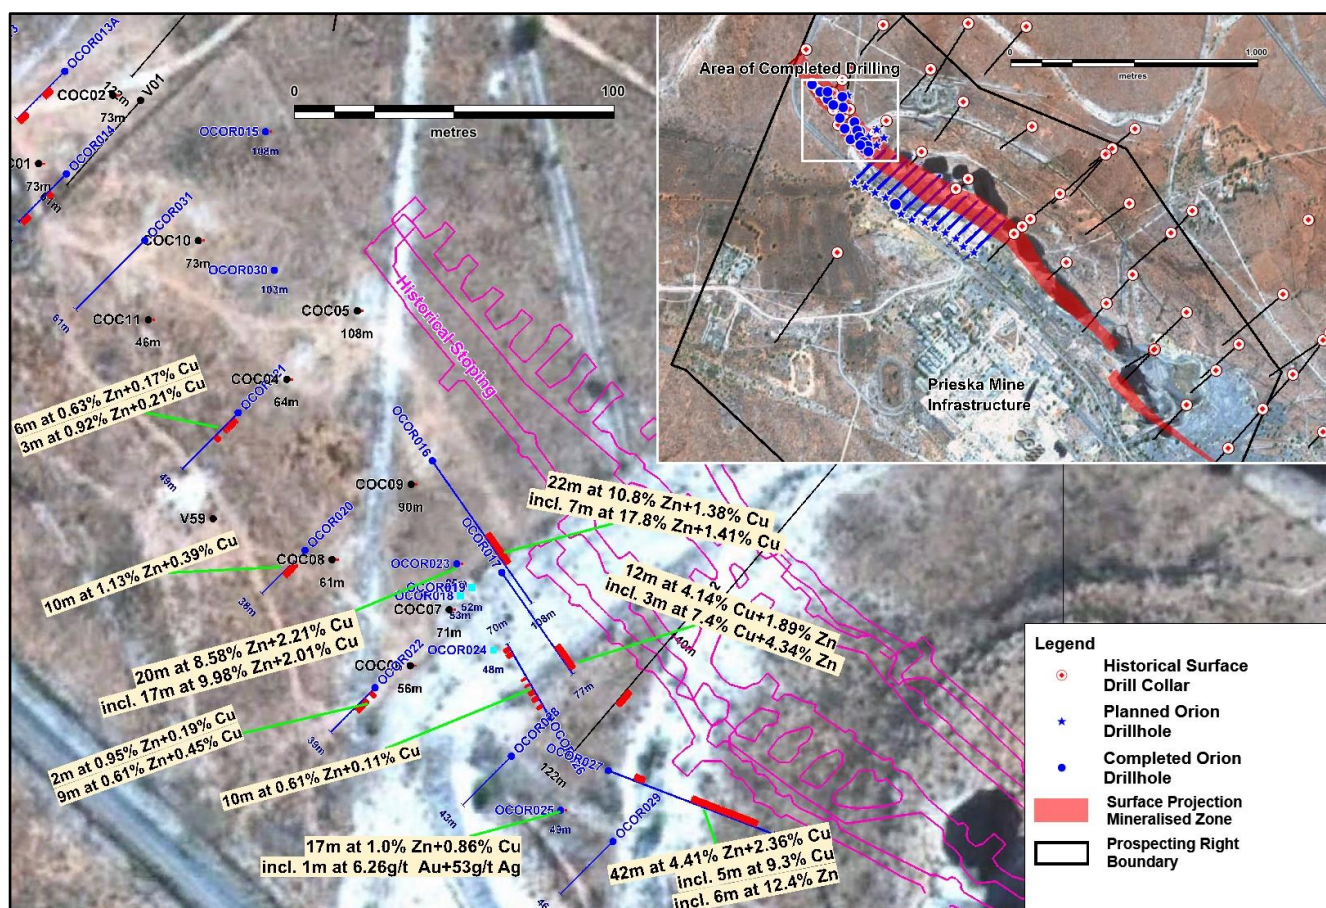 OCOR013A
COC02
122m
73m
V01
OCOR014
73m
OCOR015
108m
0
100
metres
OCOR031
COC10
73m
OCOR030
103m
61m
COC11
46m
COC05
108m
Historical Stoping
COC04
64m
OCOR021
49m
6m at 0.63% Zn+0.17% Cu
3m at 0.92% Zn+0.21% Cu
V59
OCOR016
COC09
90m
OCOR020
COC08
61m
38m
10m at 1.13% Zn+0.39% Cu
OCOR017
OCOR023
OCOR019
OCOR018
52m
53m
COC07
71m
70m
108m
22m at 10.8% Zn+1.38% Cu
incl. 7m at 17.8% Zn+1.41% Cu
12m at 4.14% Cu+1.89% Zn
incl. 3m at 7.4% Cu+4.34% Zn
20m at 8.58% Zn+2.21% Cu
incl. 17m at 9.98% Zn+2.01% Cu
OCOR024
48m
77m
OCOR022
56m
39m
2m at 0.95% Zn+0.19% Cu
9m at 0.61% Zn+0.45% Cu
10m at 0.61% Zn+0.11% Cu
OCOR028
122m
OCOR027
43m
OCOR025
49m
OCOR029
17m at 1.0% Zn+0.86% Cu
incl. 1m at 6.26g/t Au+53g/t Ag
42m at 4.41% Zn+2.36% Cu
incl. 5m at 9.3% Cu
incl. 6m at 12.4% Zn
Area of Completed Drilling
0
1,000
metres
Prieska Mine
Infrastructure
Legend
Historical Surface
Drill Collar
Planned Orion
Drillhole
Completed Orion
Drillhole
Surface Projection
Mineralised Zone
Prospecting Right
Boundary